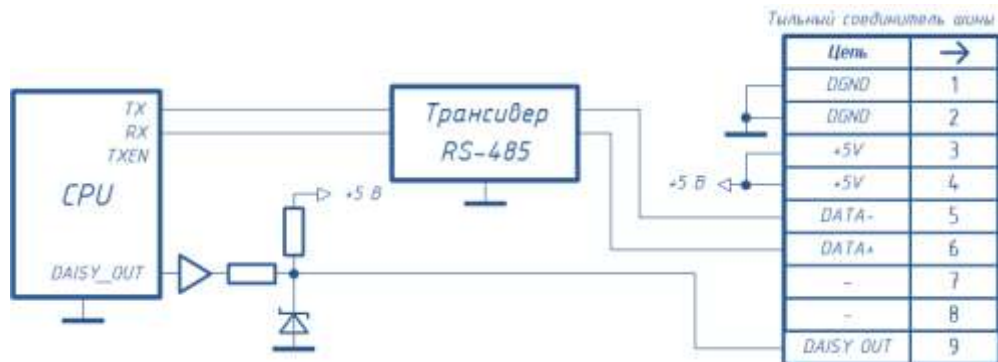 Тыльный соединитель шины
Цепь →
DGND 1
DGND 2
+5V 3
+5V 4
DATA- 5
DATA+ 6
- 7
- 8
DAISY OUT 9
TX
RX
TXEN
CPU
DAISY_OUT
Трансивер
RS-485
+5 В
+5 В